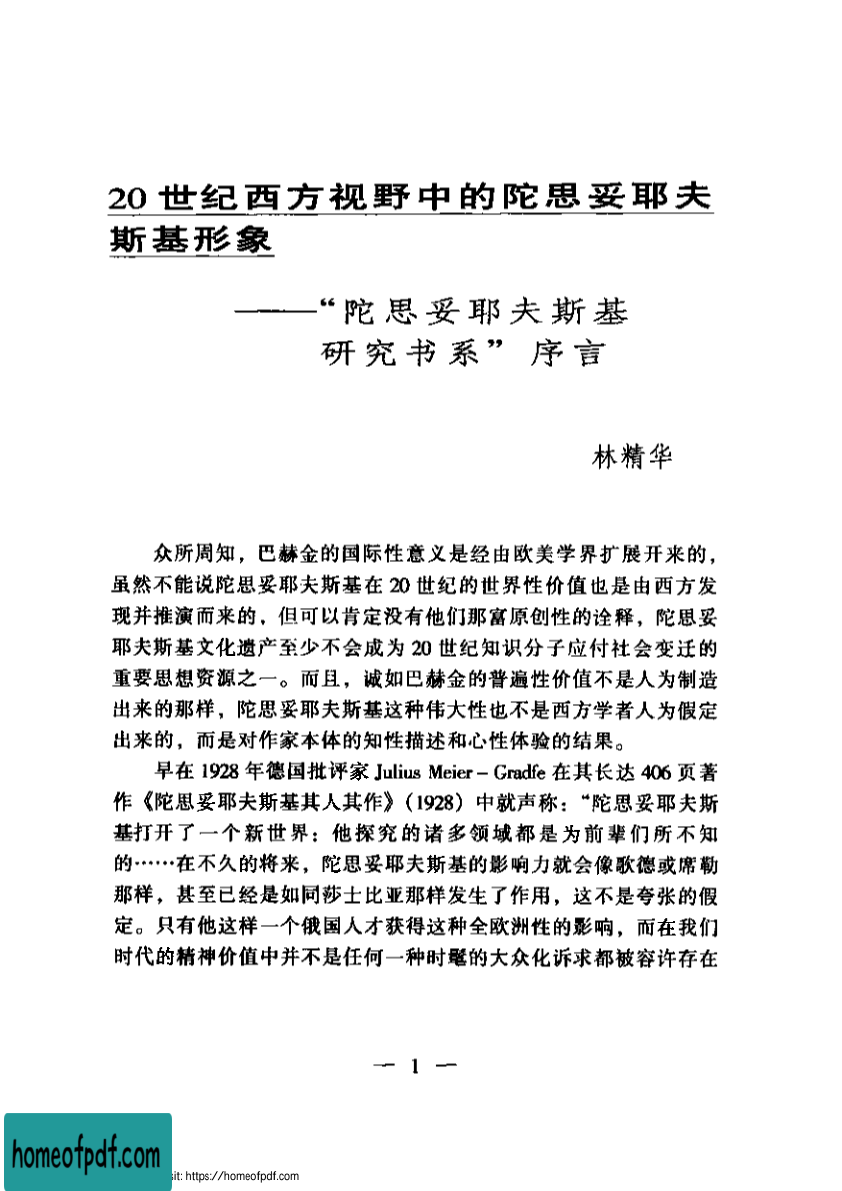 20 世纪西方视野中的陀思妥耶夫
斯基形象
——“陀思妥耶夫斯基
研究书系”序言
林精华
众所周知，巴赫金的国际性意义是经由欧美学界扩展开来的，
虽然不能说陀思妥耶夫斯基在 20 世纪的世界性价值也是由西方发
现并推演而来的，但可以肯定没有他们那富原创性的诠释，陀思妥
耶夫斯基文化遗产至少不会成为 20 世纪知识分子应付社会变迁的
重要思想资源之一。而且，诚如巴赫金的普遍性价值不是人为制造
出来的那样，陀思妥耶夫斯基这种伟大性也不是西方学者人为假定
出来的，而是对作家本体的知性描述和心性体验的结果。
早在 1928 年德国批评家 Julius Meier – Gradfe 在其长达 406 页著
作《陀思妥耶夫斯基其人其作》（1928）中就声称：“陀思妥耶夫斯
基打开了一个新世界；他探究的诸多领域都是为前辈们所不知
的……在不久的将来，陀思妥耶夫斯基的影响力就会像歌德或席勒
那样，甚至已经是如同莎士比亚那样发生了作用，这不是夸张的假
定。只有他这样一个俄国人才获得这种全欧洲性的影响，而在我们
时代的精神价值中并不是任何一种时髦的大众化诉求都被容许存在
— 1 —
homeofpdf.com
sit: https://homeofpdf.com